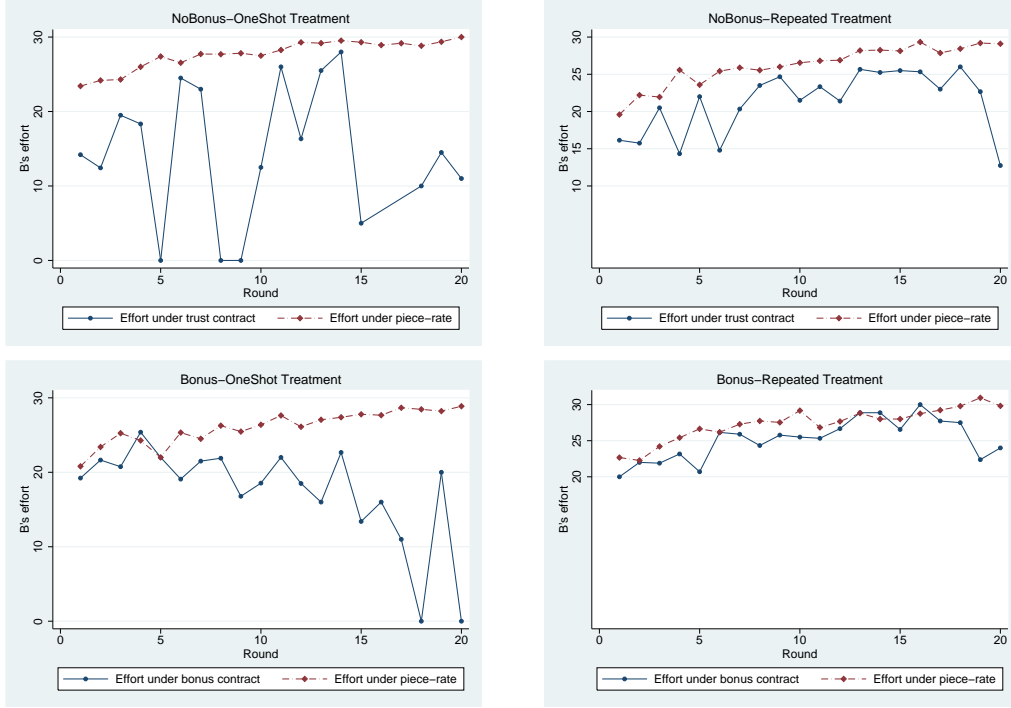 NoBonus−OneShot Treatment
B's effort
30
20
10
0
0 5 10 15 20
Round
Effort under trust contract Effort under piece−rate
NoBonus−Repeated Treatment
B's effort
30
25
20
15
10
0 5 10 15 20
Round
Effort under trust contract Effort under piece−rate
Bonus−OneShot Treatment
B's effort
30
20
10
0
0 5 10 15 20
Round
Effort under bonus contract Effort under piece−rate
Bonus−Repeated Treatment
B's effort
30
25
20
0 5 10 15 20
Round
Effort under bonus contract Effort under piece−rate